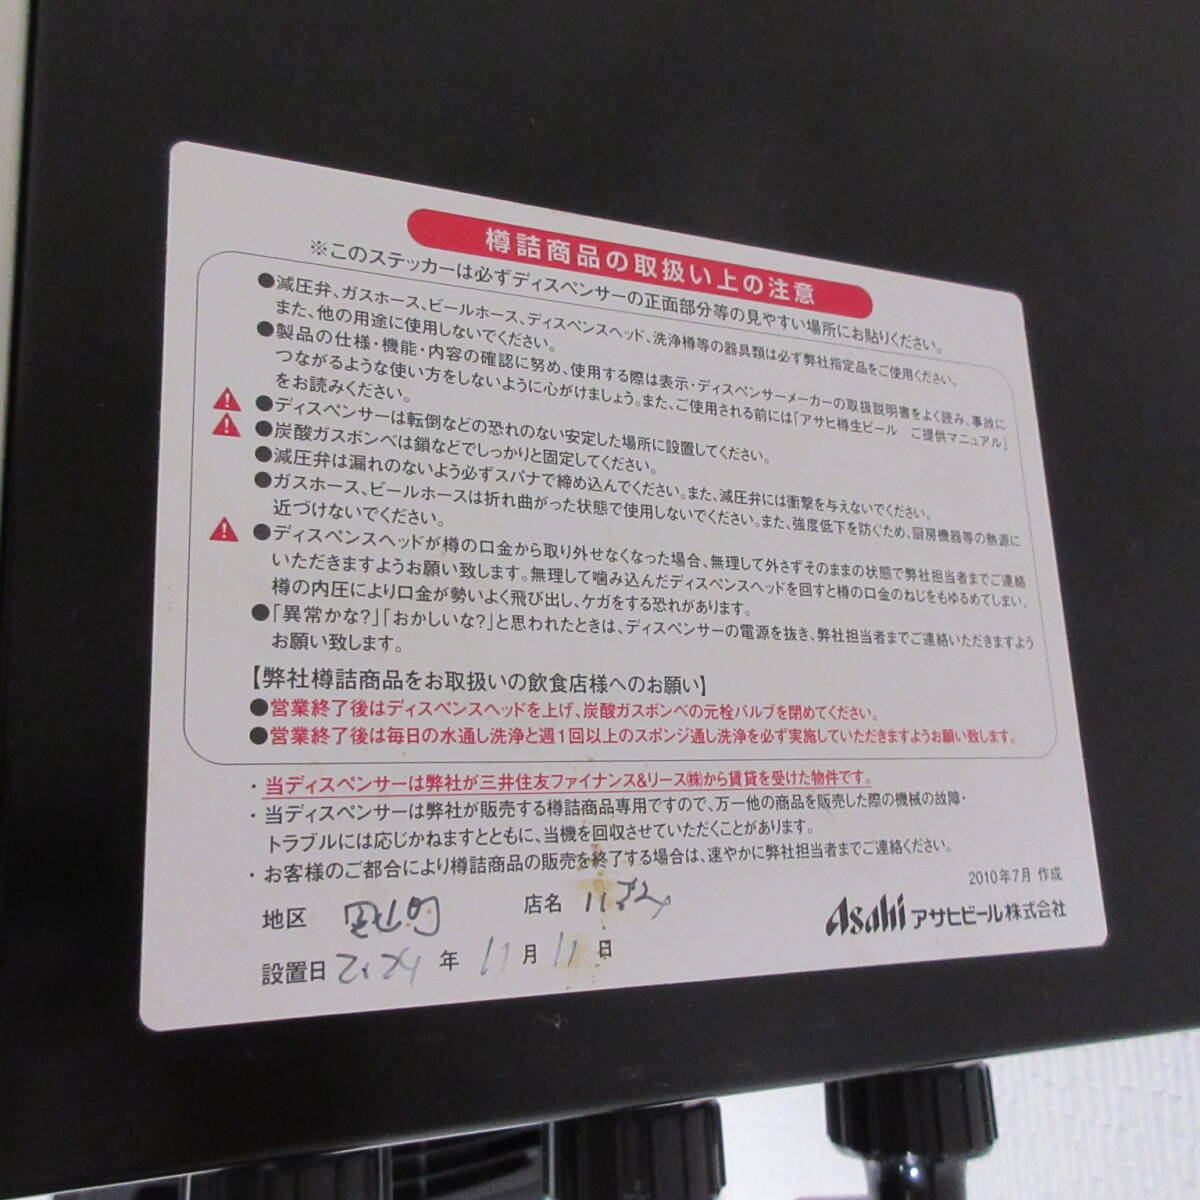 樽詰商品の取扱い上の注意
※このステッカーは必ずディスペンサーの正面部分等の見やすい場所にお貼りください。
●減圧弁、ガスホース、ビールホース、ディスペンスヘッド、洗浄樽等の器具類は必ず弊社指定品をご使用ください。
また、他の用途に使用しないでください。
●製品の仕様・機能・内容の確認に努め、使用する際は表示・ディスペンサーメーカーの取扱説明書をよく読み、事故に
つながるような使い方をしないように心がけましょう。また、ご使用される前には「アサヒ樽生ビール　ご提供マニュアル」
をお読みください。
●ディスペンサーは転倒などの恐れのない安定した場所に設置してください。
●炭酸ガスボンベは鎖などでしっかりと固定してください。
●減圧弁は漏れのないよう必ずスパナで締め込んでください。また、減圧弁には衝撃を与えないでください。
●ガスホース、ビールホースは折れ曲がった状態で使用しないでください。また、強度低下を防ぐため、厨房機器等の熱源に
近づけないでください。
●ディスペンスヘッドが樽の口金から取り外せなくなった場合、無理して外さずそのままの状態で弊社担当者までご連絡
いただきますようお願い致します。無理して噛み込んだディスペンスヘッドを回すと樽の口金のねじをもゆるめてしまい、
樽の内圧により口金が勢いよく飛び出し、ケガをする恐れがあります。
●「異常かな?」「おかしいな?」と思われたときは、ディスペンサーの電源を抜き、弊社担当者までご連絡いただきますよう
お願い致します。
【弊社樽詰商品をお取扱いの飲食店様へのお願い】
●営業終了後はディスペンスヘッドを上げ、炭酸ガスボンベの元栓バルブを閉めてください。
●営業終了後は毎日の水通し洗浄と週1回以上のスポンジ通し洗浄を必ず実施していただきますようお願い致します。
・当ディスペンサーは弊社が三井住友ファイナンス&リース㈱から賃貸を受けた物件です。
・当ディスペンサーは弊社が販売する樽詰商品専用ですので、万一他の商品を販売した際の機械の故障・
トラブルには応じかねますとともに、当機を回収させていただくことがあります。
・お客様のご都合により樽詰商品の販売を終了する場合は、速やかに弊社担当者までご連絡ください。
2010年7月 作成
地区 店名
Asahi アサヒビール株式会社
設置日 年 11月 11日